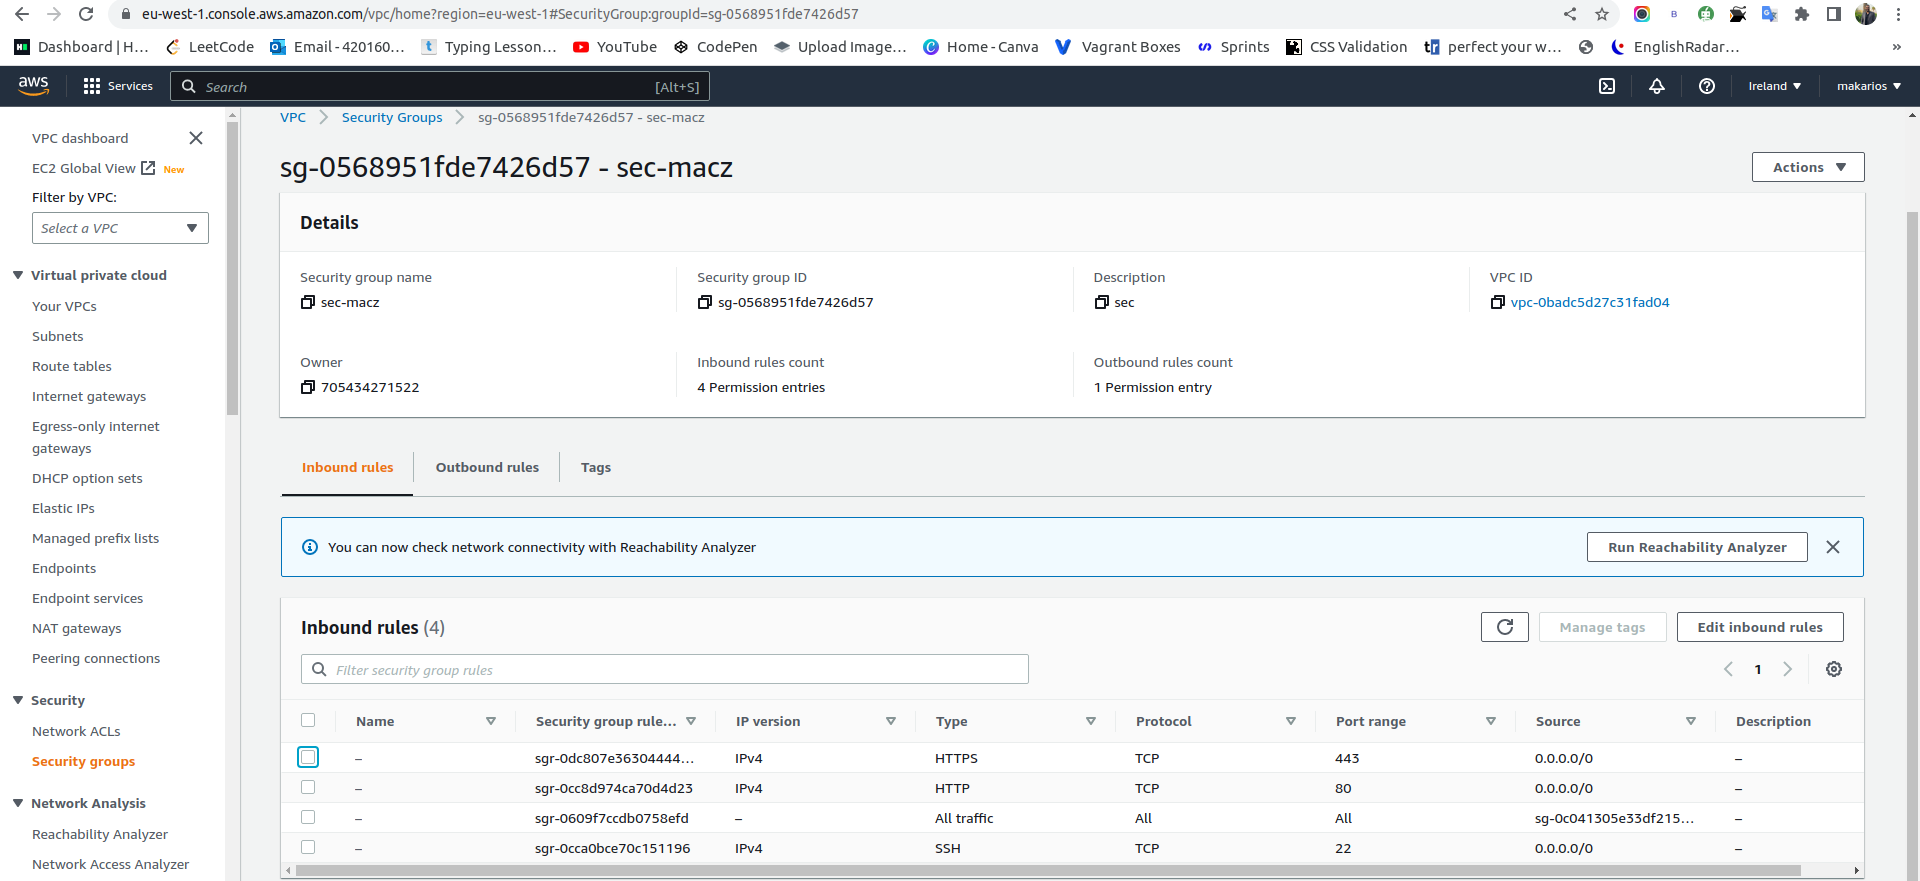 eu-west-1.console.aws.amazon.com/vpc/home?region=eu-west-1#SecurityGroup:groupId=sg-0568951fde7426d57
Dashboard | H... LeetCode Email - 420160... Typing Lesson... YouTube CodePen Upload Image... Home - Canva Vagrant Boxes Sprints CSS Validation perfect your w... EnglishRadar... »
aws Services Search [Alt+S] Ireland makarios
VPC dashboard
EC2 Global View New
Filter by VPC:
Select a VPC
Virtual private cloud
Your VPCs
Subnets
Route tables
Internet gateways
Egress-only internet
gateways
DHCP option sets
Elastic IPs
Managed prefix lists
Endpoints
Endpoint services
NAT gateways
Peering connections
Security
Network ACLs
Security groups
Network Analysis
Reachability Analyzer
Network Access Analyzer
VPC Security Groups sg-0568951fde7426d57 - sec-macz
sg-0568951fde7426d57 - sec-macz Actions
Details
Security group name Security group ID Description VPC ID
sec-macz sg-0568951fde7426d57 sec vpc-0badc5d27c31fad04
Owner Inbound rules count Outbound rules count
705434271522 4 Permission entries 1 Permission entry
Inbound rules Outbound rules Tags
You can now check network connectivity with Reachability Analyzer Run Reachability Analyzer
Inbound rules (4) Manage tags Edit inbound rules
Filter security group rules 1
Name Security group rule... IP version Type Protocol Port range Source Description
– sgr-0dc807e36304444... IPv4 HTTPS TCP 443 0.0.0.0/0 –
– sgr-0cc8d974ca70d4d23 IPv4 HTTP TCP 80 0.0.0.0/0 –
– sgr-0609f7ccdb0758efd – All traffic All All sg-0c041305e33df215... –
– sgr-0cca0bce70c151196 IPv4 SSH TCP 22 0.0.0.0/0 –